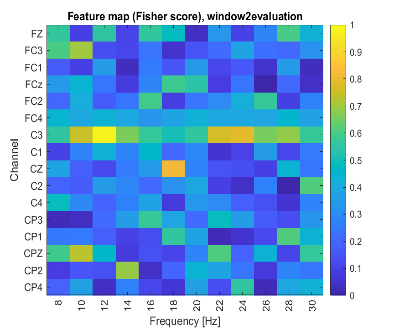 Feature map (Fisher score), window2evaluation
Channel
FZ
FC3
FC1
FCz
FC2
FC4
C3
C1
CZ
C2
C4
CP3
CP1
CPZ
CP2
CP4
8 10 12 14 16 18 20 22 24 26 28 30
Frequency [Hz]
1
0.9
0.8
0.7
0.6
0.5
0.4
0.3
0.2
0.1
0